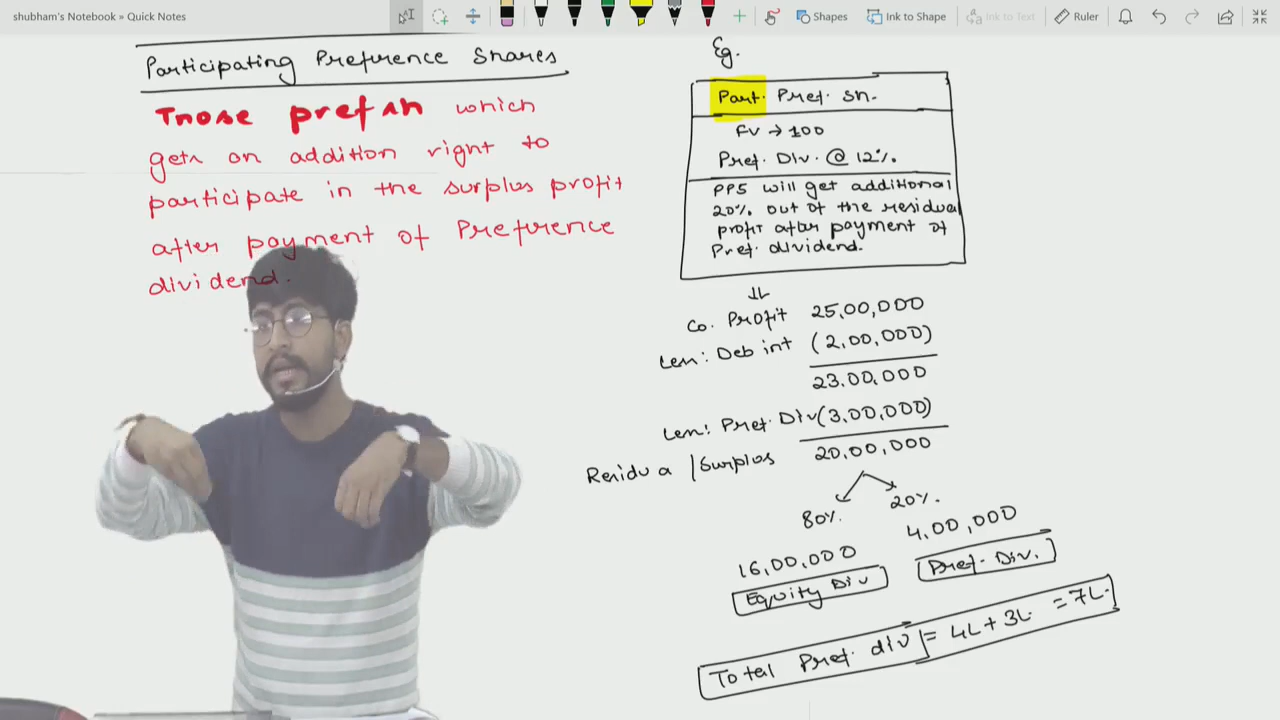 shubham's Notebook » Quick Notes
Shapes
Ink to Shape
Ink to Text
Ruler
Participating Preference Shares
Those prefsh which
gets on addition right to
participate in the surplus profit
after payment of Preference
dividend.
Eg.
Part. Pref. Sh.
FV → 100
Pref. Div. @ 12%.
PPS will get additional
20%. out of the residual
profit after payment of
Pref. dividend.
Co. Profit 25,00,000
Less: Deb int (2,00,000)
23,00,000
Less: Pref. Div (3,00,000)
Residua /Surplus 20,00,000
80%. 20%.
16,00,000 4,00,000
Equity Div Pref. Div.
Total Pref. div = 4L + 3L = 7L.